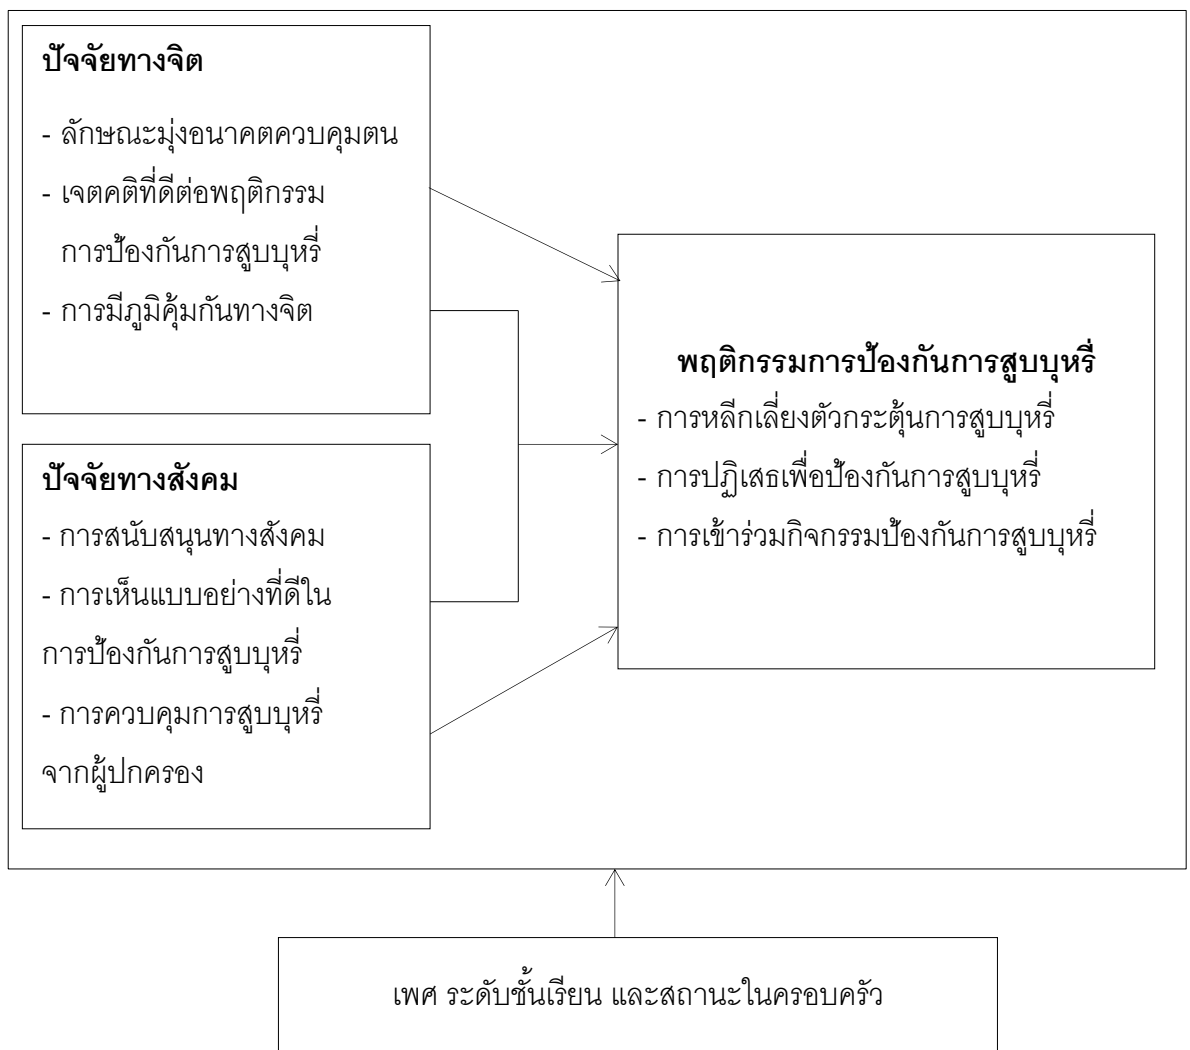 ปัจจัยทางจิต
- ลักษณะมุ่งอนาคตควบคุมตน
- เจตคติที่ดีต่อพฤติกรรม
การป้องกันการสูบบุหรี่
- การมีภูมิคุ้มกันทางจิต
ปัจจัยทางสังคม
- การสนับสนุนทางสังคม
- การเห็นแบบอย่างที่ดีใน
การป้องกันการสูบบุหรี่
- การควบคุมการสูบบุหรี่
จากผู้ปกครอง
พฤติกรรมการป้องกันการสูบบุหรี่
- การหลีกเลี่ยงตัวกระตุ้นการสูบบุหรี่
- การปฏิเสธเพื่อป้องกันการสูบบุหรี่
- การเข้าร่วมกิจกรรมป้องกันการสูบบุหรี่
เพศ ระดับชั้นเรียน และสถานะในครอบครัว